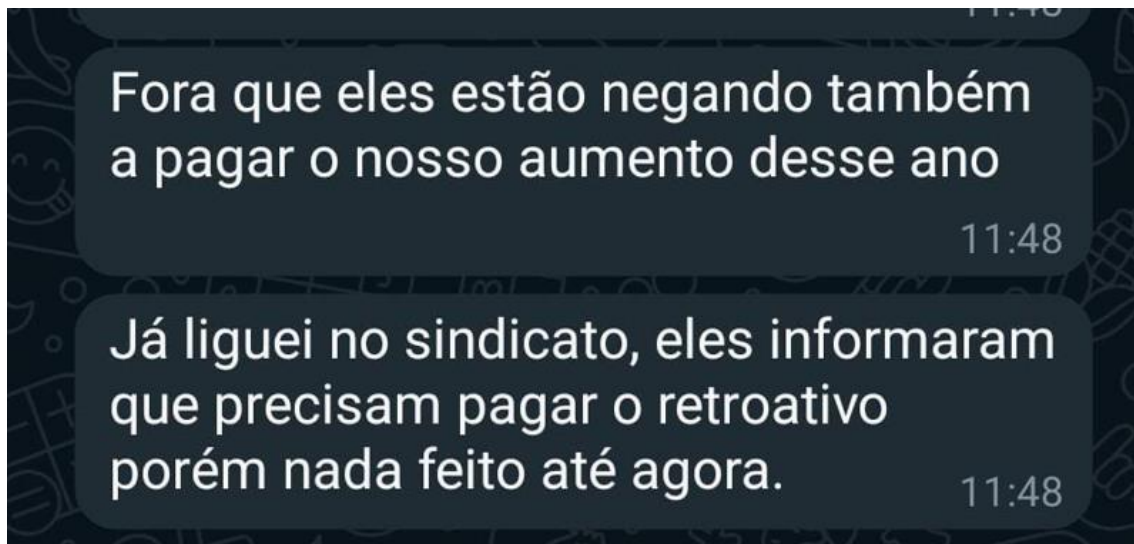 Fora que eles estão negando também
a pagar o nosso aumento desse ano
11:48
Já liguei no sindicato, eles informaram
que precisam pagar o retroativo
porém nada feito até agora.
11:48